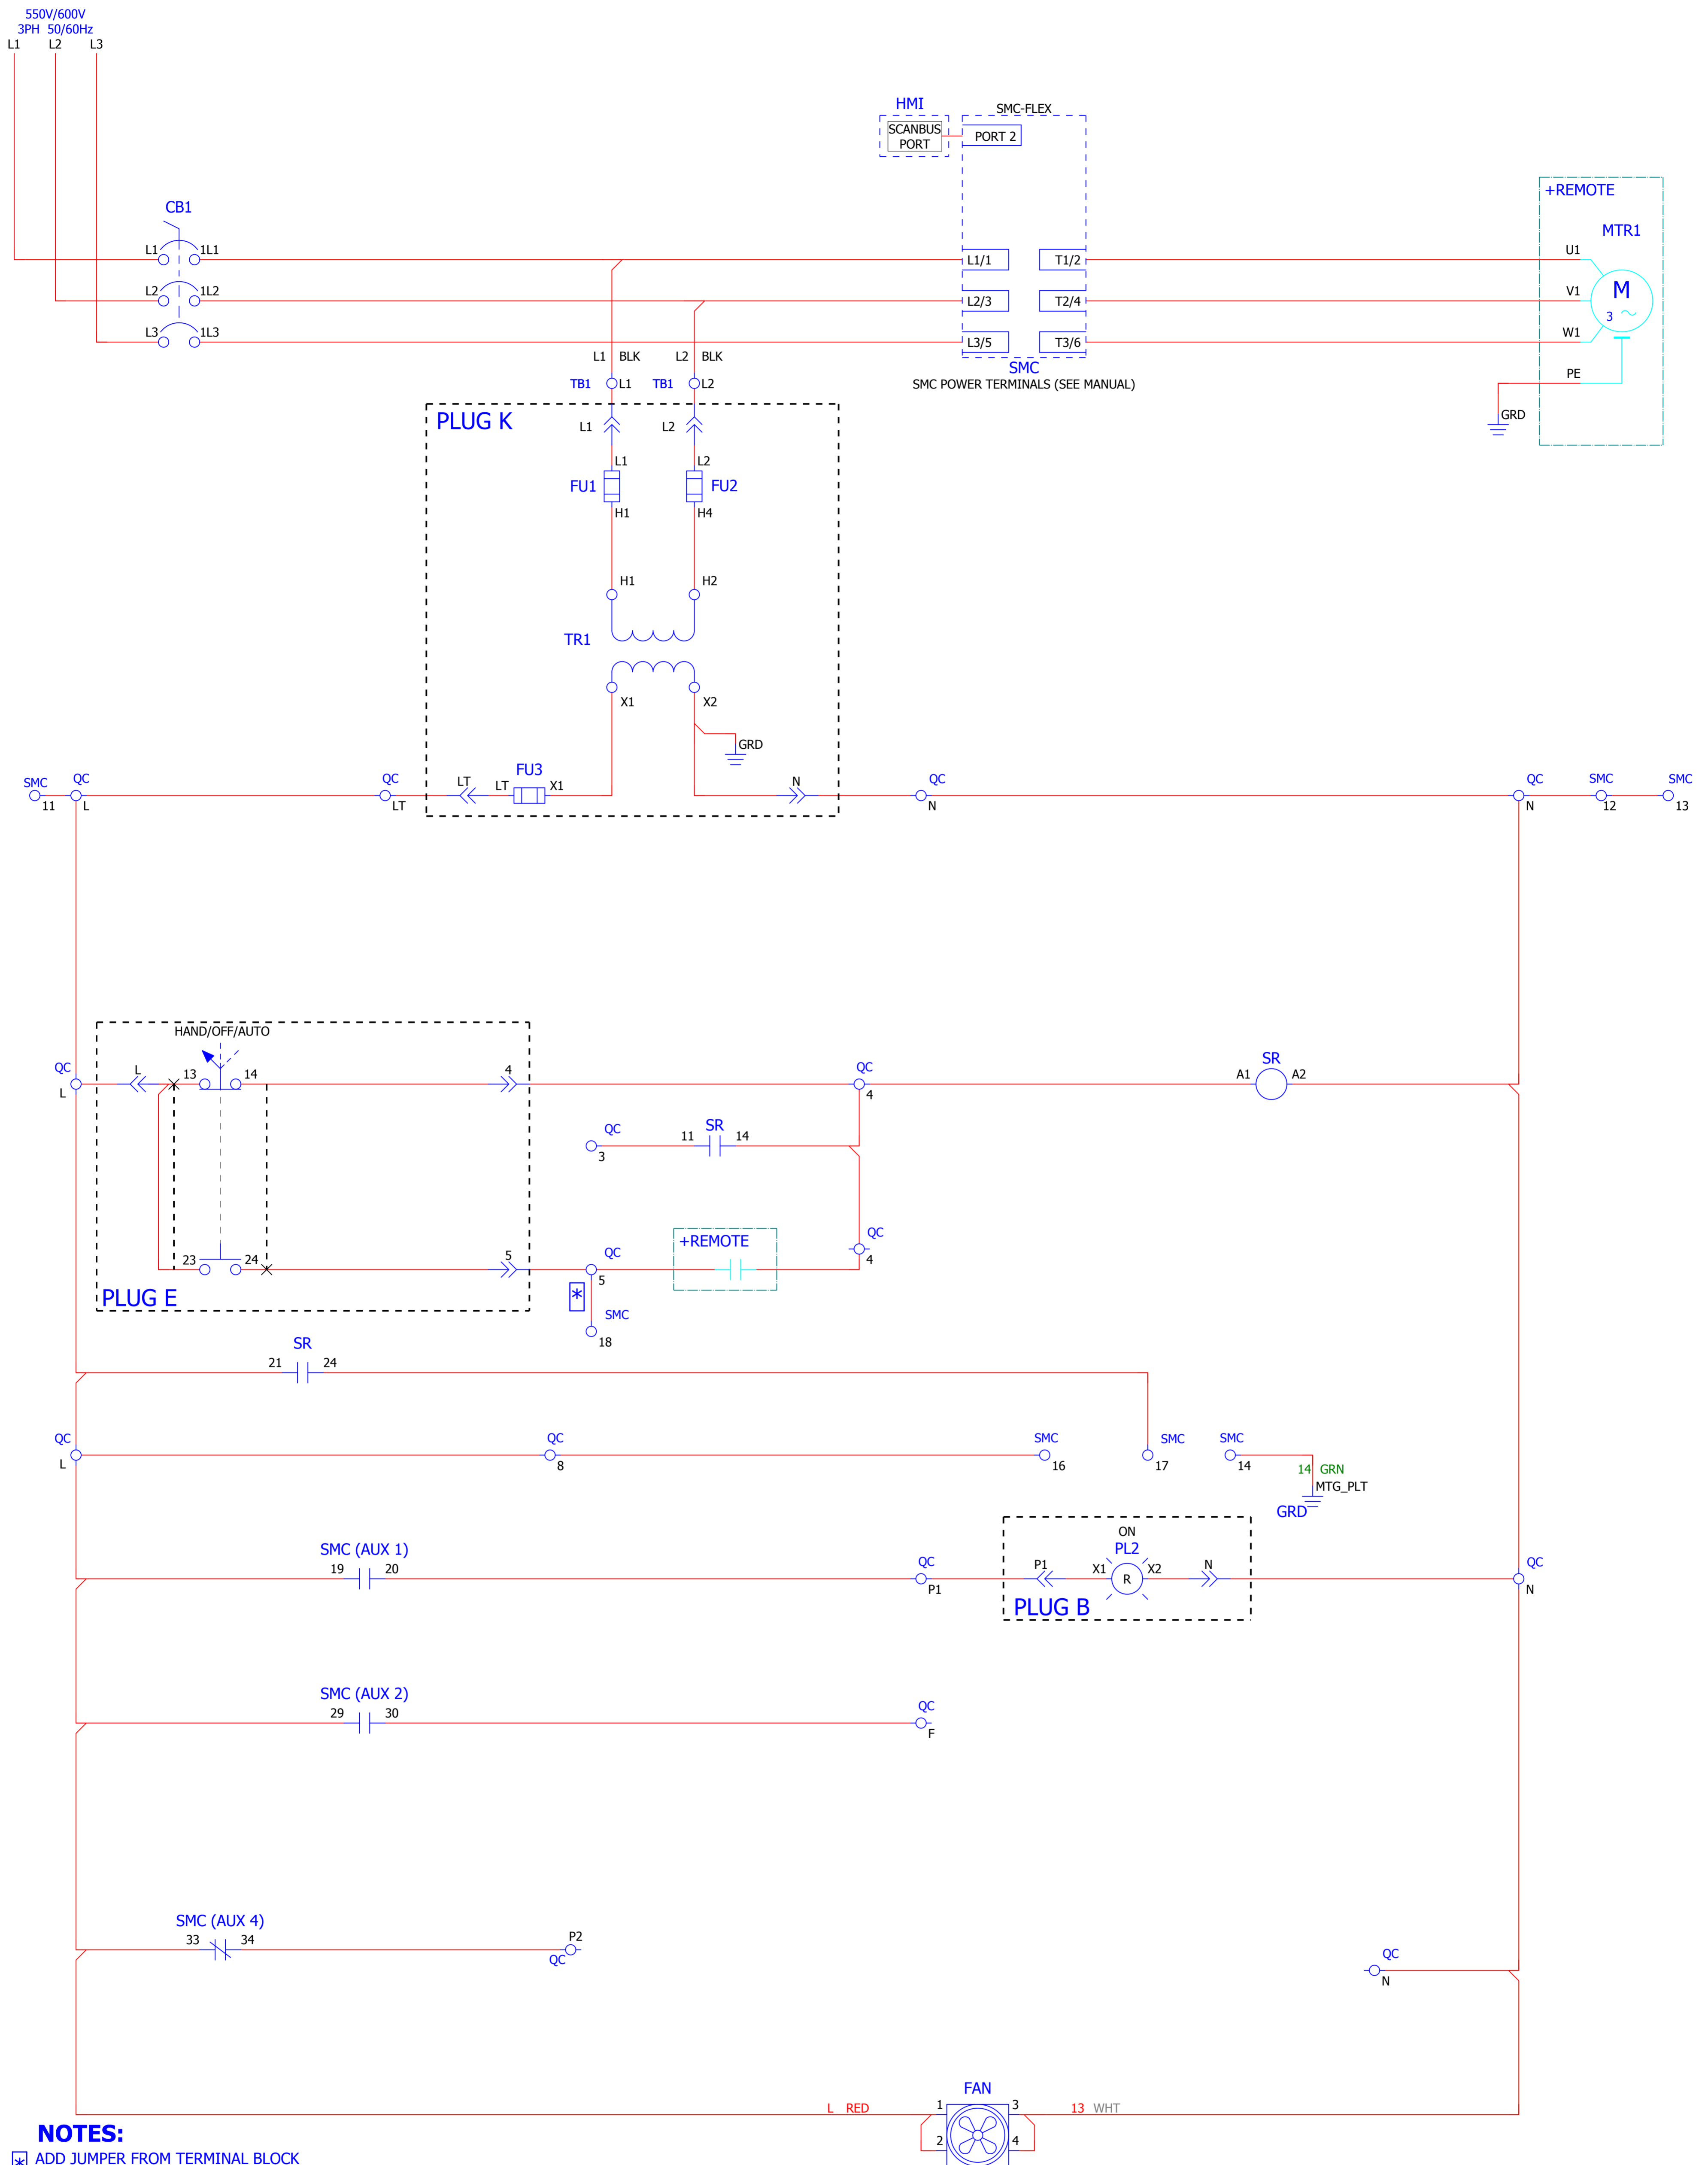 550V/600V
3PH 50/60Hz
L1 L2 L3
HMI
SMC-FLEX
SCANBUS
PORT
PORT 2
+REMOTE
MTR1
CB1
L1 1L1
L1/1 T1/2
U1
L2 1L2
L2/3 T2/4
V1
M
3
L3 1L3
L3/5 T3/6
W1
L1 BLK L2 BLK
SMC
SMC POWER TERMINALS (SEE MANUAL)
PE
TB1 L1 TB1 L2
GRD
PLUG K
L1 L2
L1 L2
FU1 FU2
H1 H4
H1 H2
TR1
X1 X2
GRD
SMC QC QC LT LT FU3 X1 N QC QC SMC SMC
11 L LT N N 12 13
HAND/OFF/AUTO
QC L 13 14 4 QC A1 SR A2
L 4
QC 11 SR 14
3
+REMOTE QC
23 24 5 QC 4
5
PLUG E
*
SMC
18
SR
21 24
QC QC SMC SMC SMC
L 8 16 17 14
14 GRN
MTG_PLT
GRD
ON
PL2
SMC (AUX 1)
19 20 QC P1 X1 R X2 N QC
P1 N
PLUG B
SMC (AUX 2)
29 30 QC
F
SMC (AUX 4)
33 34 P2
QC
QC
N
FAN
L RED 1 3 13 WHT
2 4
NOTES:
* ADD JUMPER FROM TERMINAL BLOCK